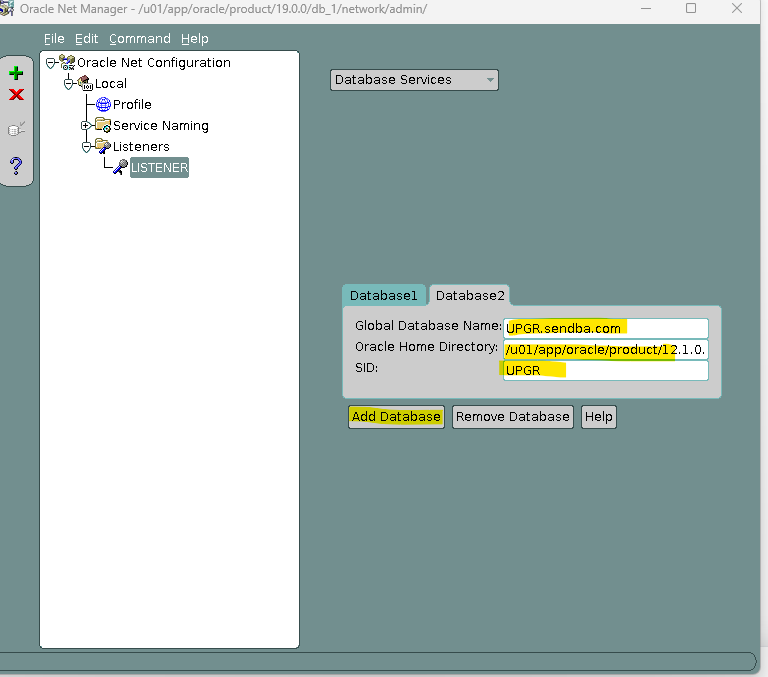 Oracle Net Manager - /u01/app/oracle/product/19.0.0/db_1/network/admin/
File Edit Command Help
Oracle Net Configuration
Local
Profile
Service Naming
Listeners
LISTENER
Database Services
Database1 Database2
Global Database Name: UPGR.sendba.com
Oracle Home Directory: /u01/app/oracle/product/12.1.0.
SID: UPGR
Add Database Remove Database Help